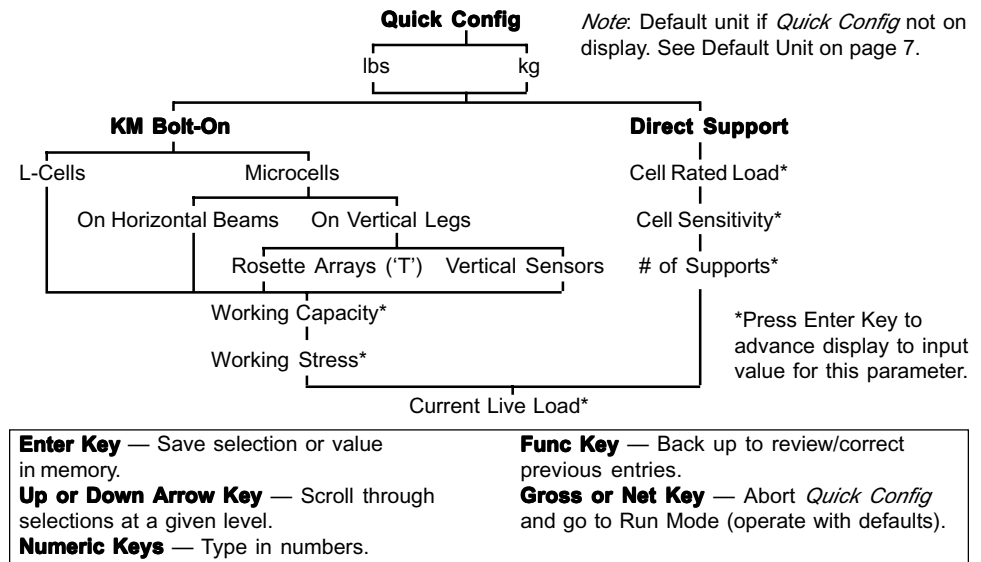 Quick Config
Note: Default unit if Quick Config not on
display. See Default Unit on page 7.
lbs kg
KM Bolt-On Direct Support
L-Cells Microcells Cell Rated Load*
On Horizontal Beams On Vertical Legs Cell Sensitivity*
Rosette Arrays (‘T’) Vertical Sensors # of Supports*
Working Capacity*
Working Stress*
*Press Enter Key to
advance display to input
value for this parameter.
Current Live Load*
Enter Key — Save selection or value
in memory.
Up or Down Arrow Key — Scroll through
selections at a given level.
Numeric Keys — Type in numbers.
Func Key — Back up to review/correct
previous entries.
Gross or Net Key — Abort Quick Config
and go to Run Mode (operate with defaults).